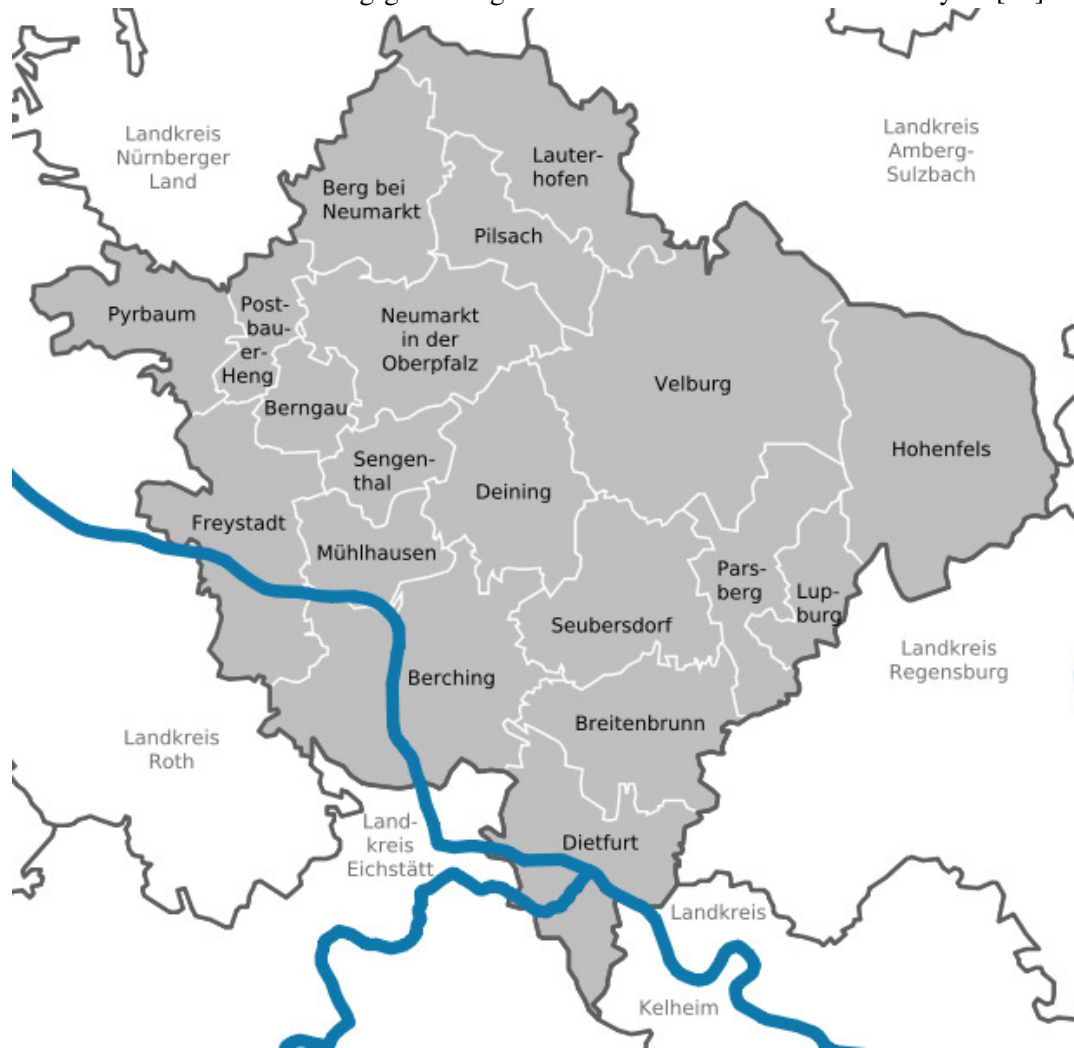 Landkreis
Nürnberger
Land
Landkreis
Amberg-
Sulzbach
Lauter-
hofen
Berg bei
Neumarkt
Pilsach
Pyrbaum
Post-
bau-
er-
Heng
Neumarkt
in der
Oberpfalz
Velburg
Berngau
Hohenfels
Sengen-
thal
Deining
Freystadt
Mühlhausen
Pars-
berg
Lup-
burg
Seubersdorf
Landkreis
Regensburg
Berching
Breitenbrunn
Landkreis
Roth
Land-
kreis
Eichstätt
Dietfurt
Landkreis
Kelheim